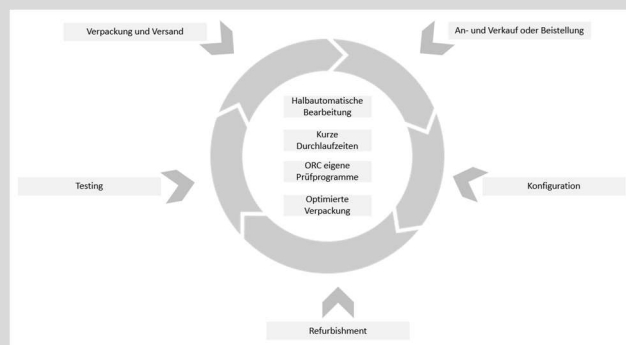 Verpackung und Versand
An- und Verkauf oder Beistellung
Halbautomatische
Bearbeitung
Kurze
Durchlaufzeiten
ORC eigene
Prüfprogramme
Optimierte
Verpackung
Testing
Konfiguration
Refurbishment